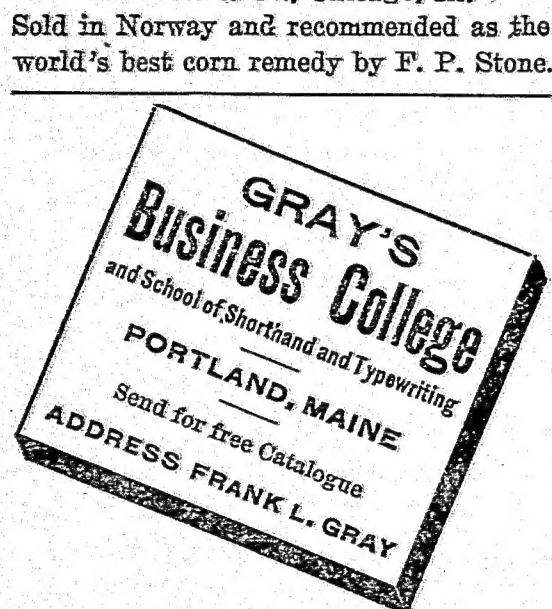 Sold in Norway and recommended as the
world's best corn remedy by F. P. Stone.
GRAY'S
Business College
and School of Shorthand and Typewriting
PORTLAND, MAINE
Send for free Catalogue
ADDRESS FRANK L. GRAY